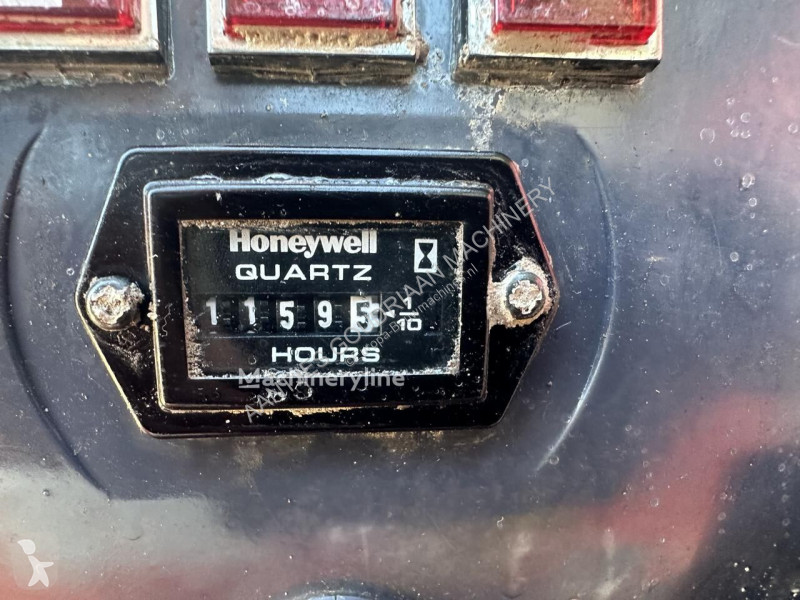 Honeywell
QUARTZ
11595 1/10
HOURS
Machineryline